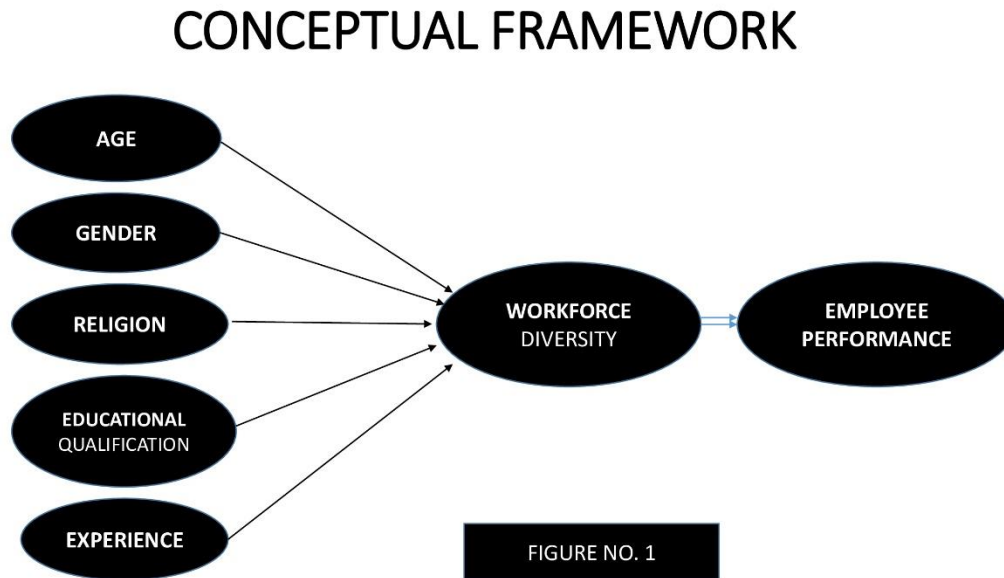 CONCEPTUAL FRAMEWORK
AGE
GENDER
RELIGION
EDUCATIONAL
QUALIFICATION
EXPERIENCE
WORKFORCE
DIVERSITY
EMPLOYEE
PERFORMANCE
FIGURE NO. 1